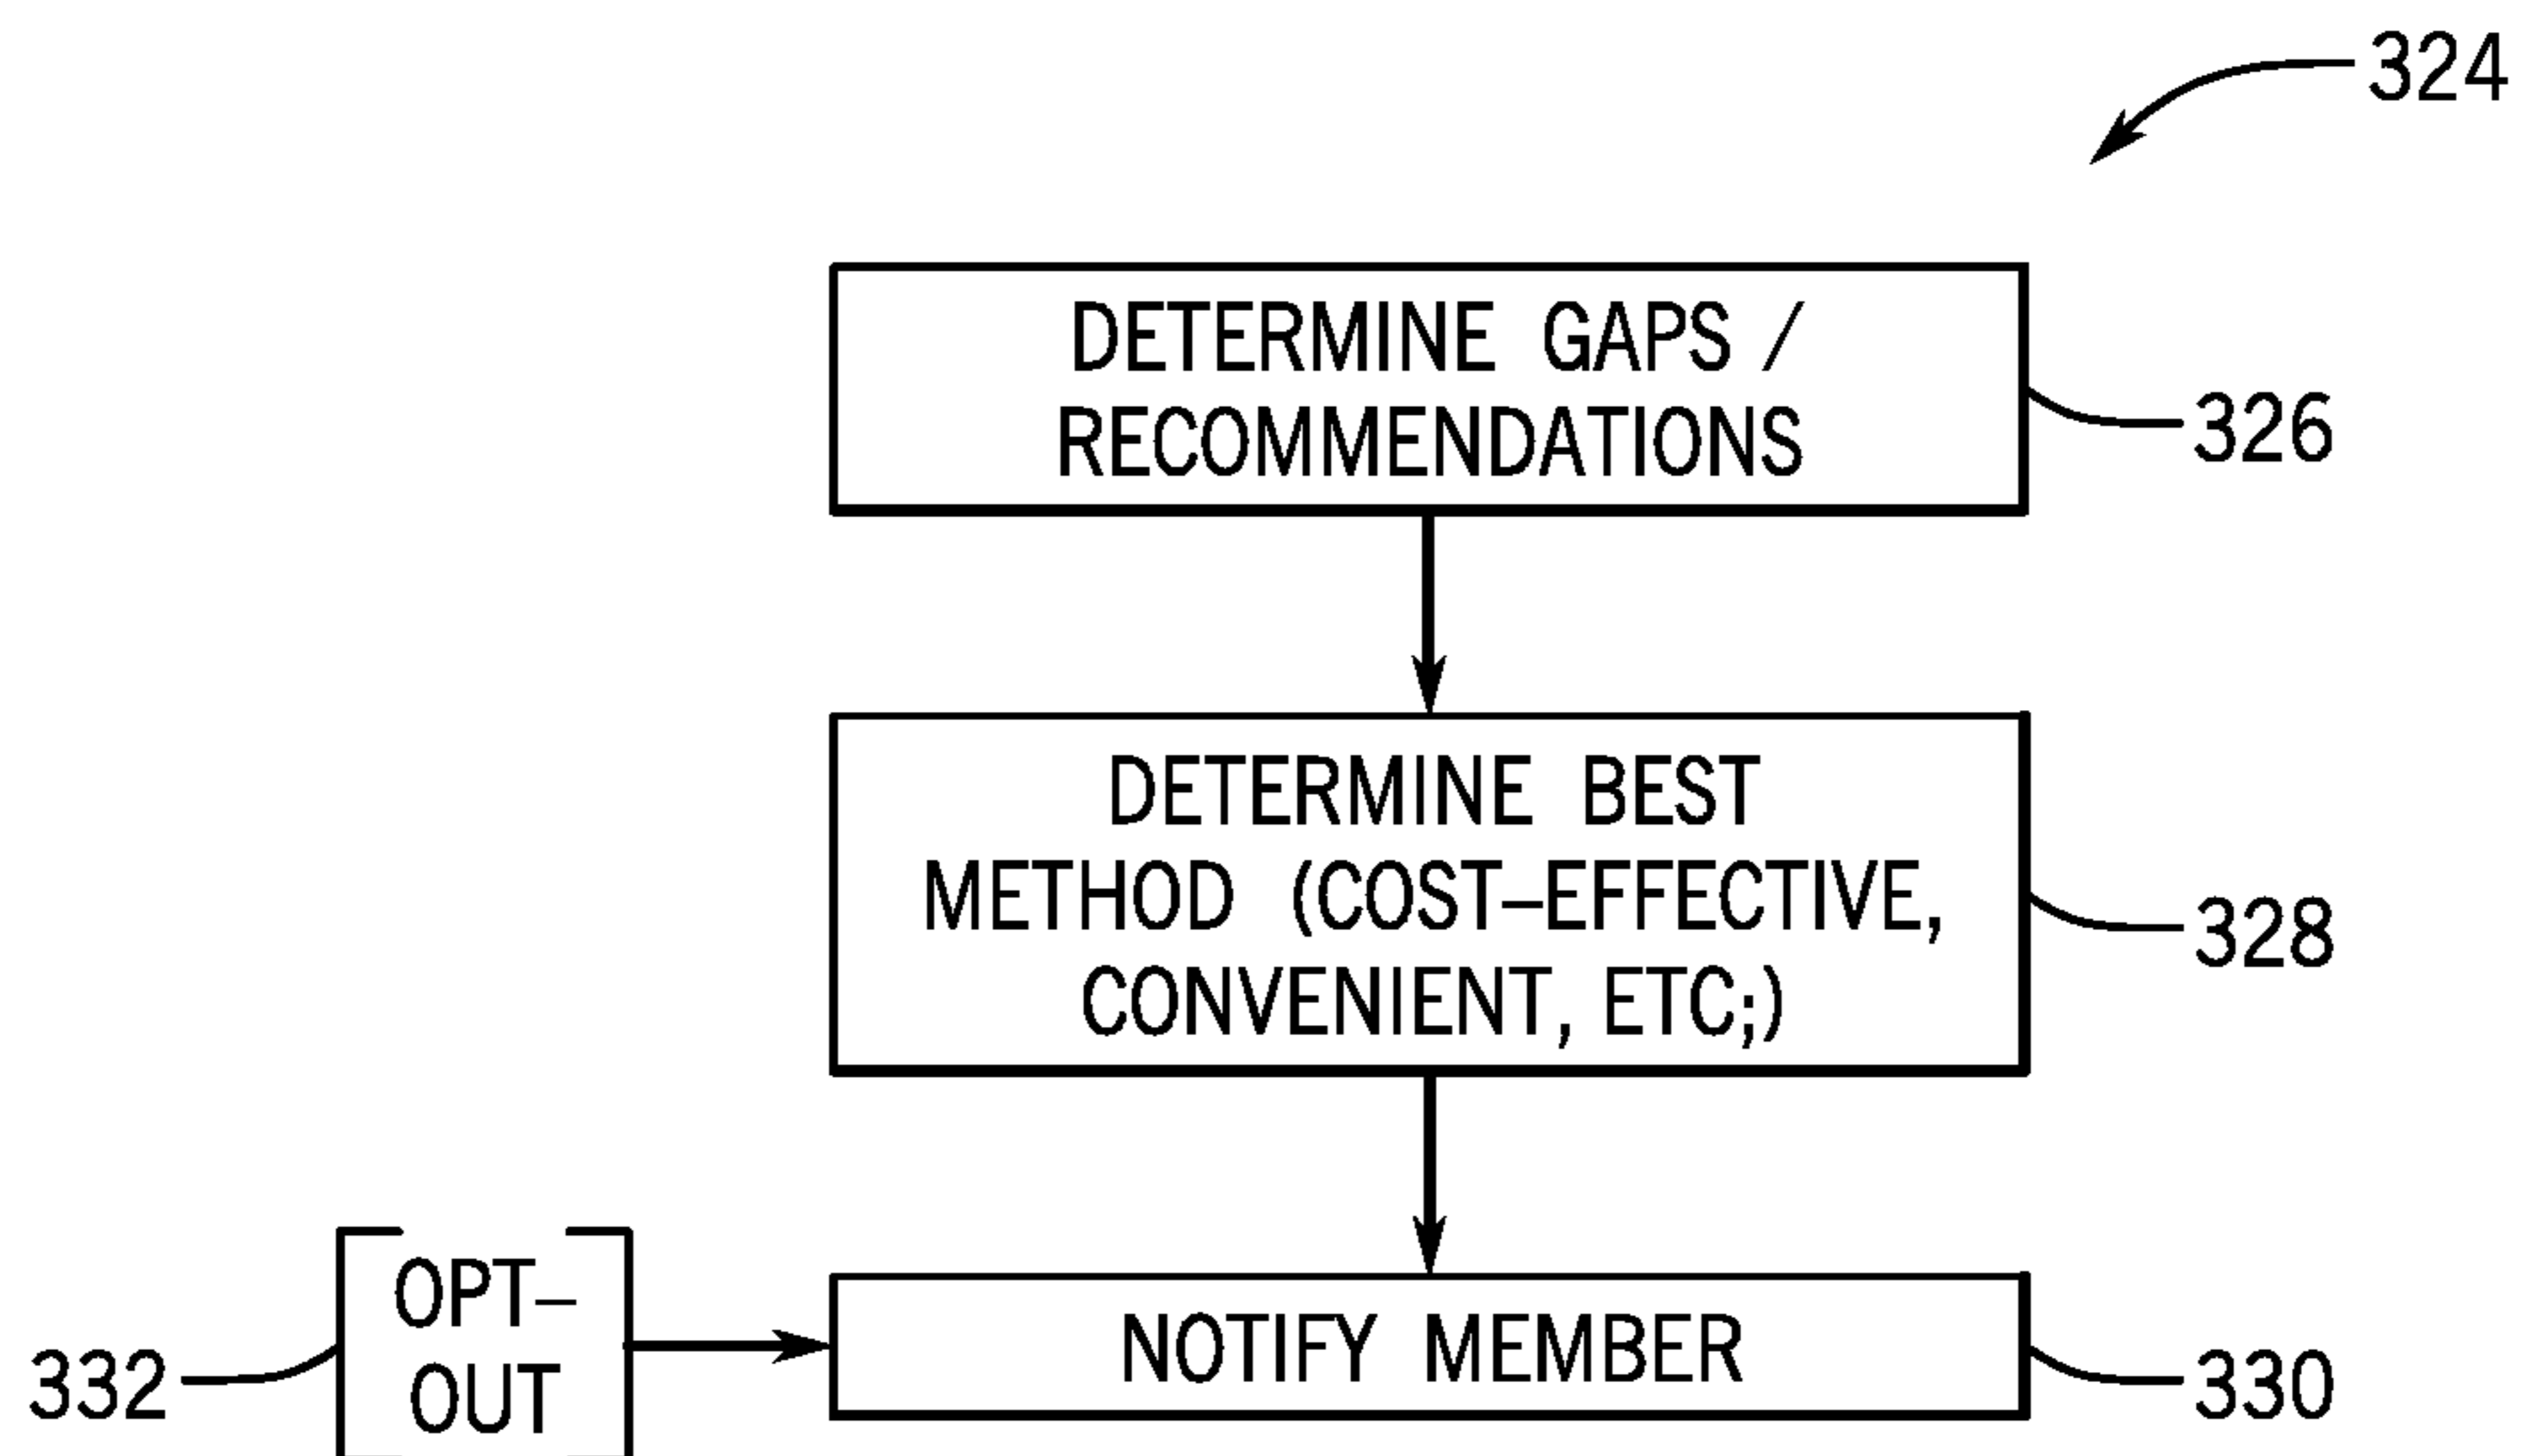 324
DETERMINE GAPS /
RECOMMENDATIONS
326
DETERMINE BEST
METHOD (COST–EFFECTIVE,
CONVENIENT, ETC;)
328
OPT–
OUT
332
NOTIFY MEMBER
330